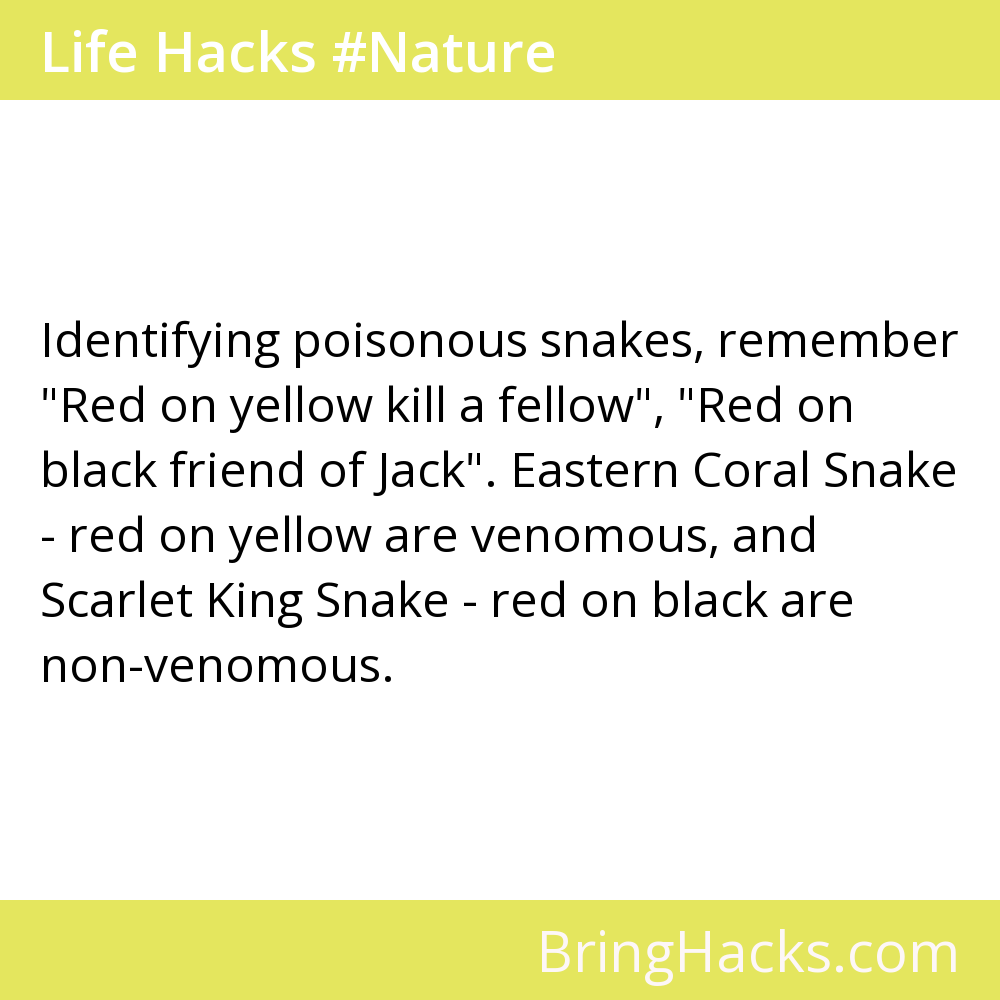 Life Hacks #Nature
Identifying poisonous snakes, remember
"Red on yellow kill a fellow", "Red on
black friend of Jack". Eastern Coral Snake
- red on yellow are venomous, and
Scarlet King Snake - red on black are
non-venomous.
BringHacks.com